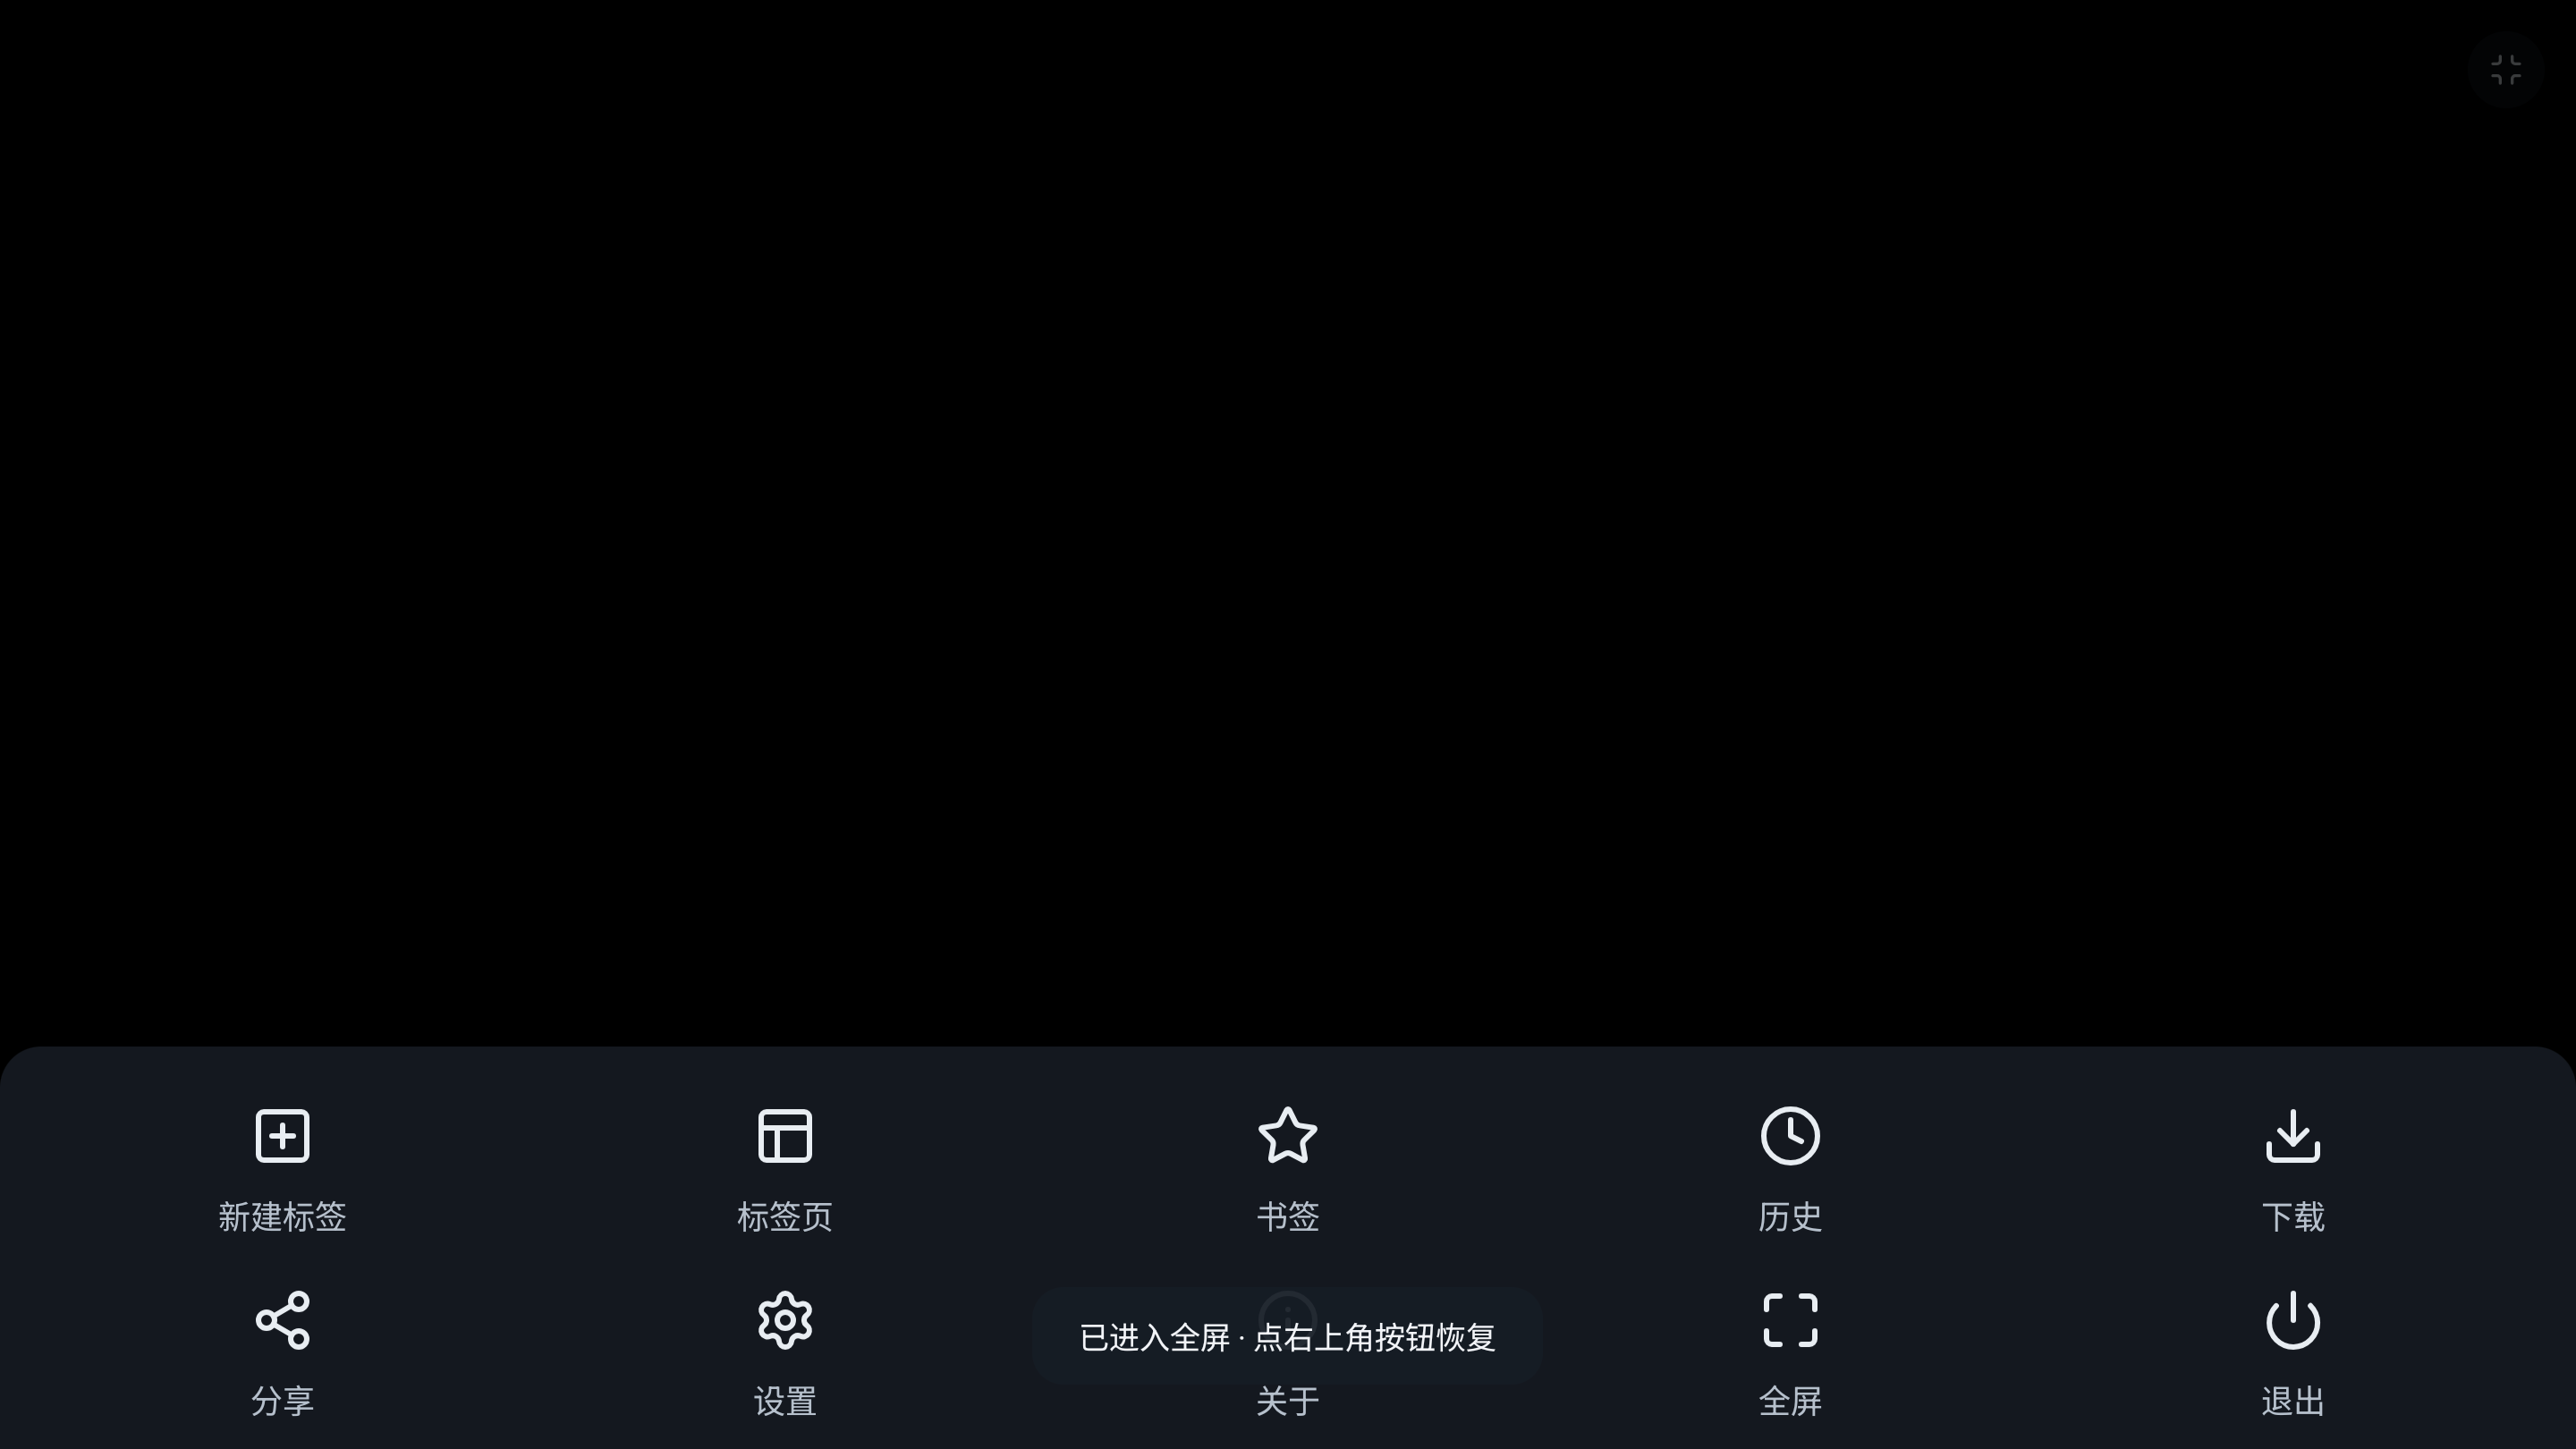 新建标签
标签页
书签
历史
下载
已进入全屏 · 点右上角按钮恢复
分享
设置
关于
全屏
退出